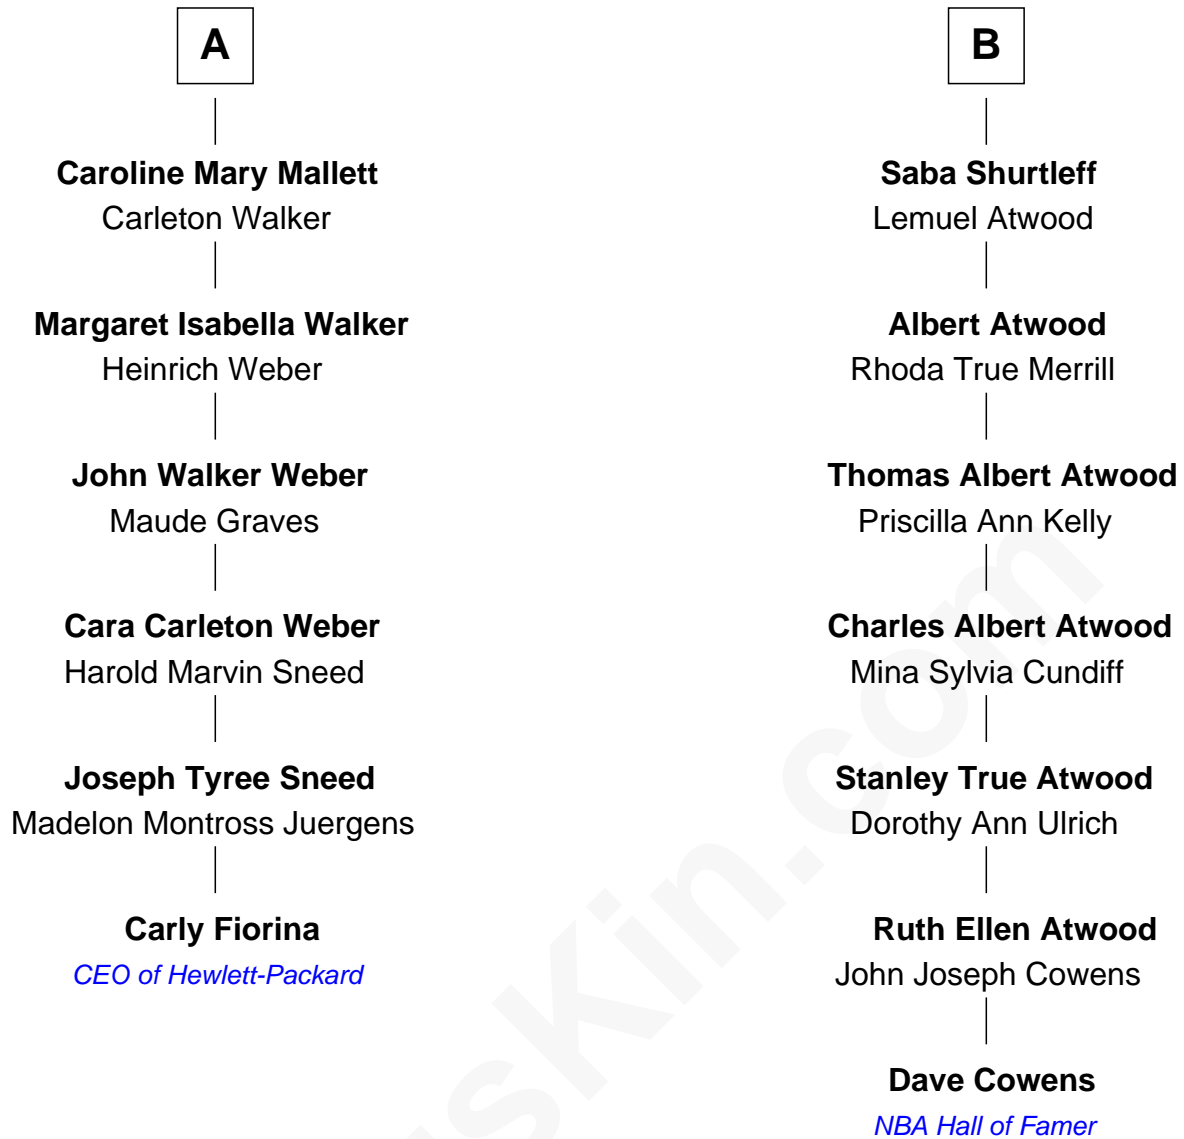 A
Caroline Mary Mallett
Carleton Walker
Margaret Isabella Walker
Heinrich Weber
John Walker Weber
Maude Graves
Cara Carleton Weber
Harold Marvin Sneed
Joseph Tyree Sneed
Madelon Montross Juergens
Carly Fiorina
CEO of Hewlett-Packard
B
Saba Shurtleff
Lemuel Atwood
Albert Atwood
Rhoda True Merrill
Thomas Albert Atwood
Priscilla Ann Kelly
Charles Albert Atwood
Mina Sylvia Cundiff
Stanley True Atwood
Dorothy Ann Ulrich
Ruth Ellen Atwood
John Joseph Cowens
Dave Cowens
NBA Hall of Famer
sKin.com